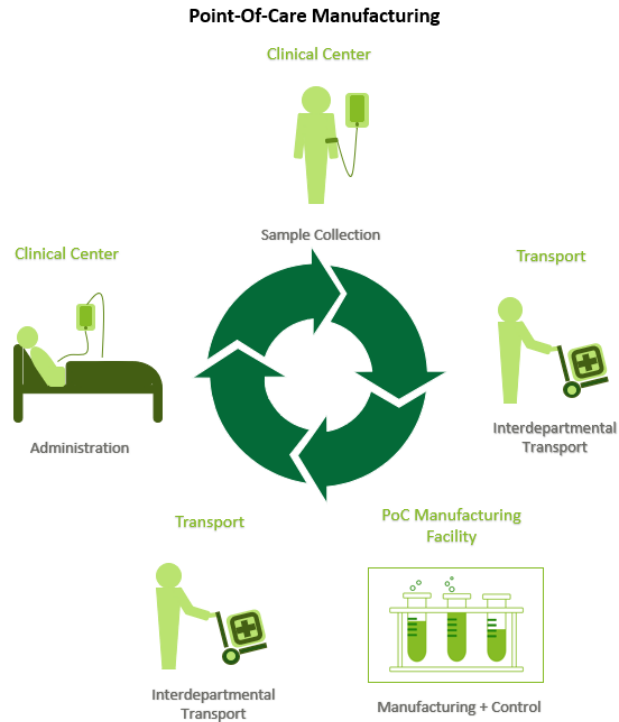 Point-Of-Care Manufacturing
Clinical Center
Sample Collection
Clinical Center
Transport
Administration
Interdepartmental
Transport
Transport
PoC Manufacturing
Facility
Interdepartmental
Transport
Manufacturing + Control